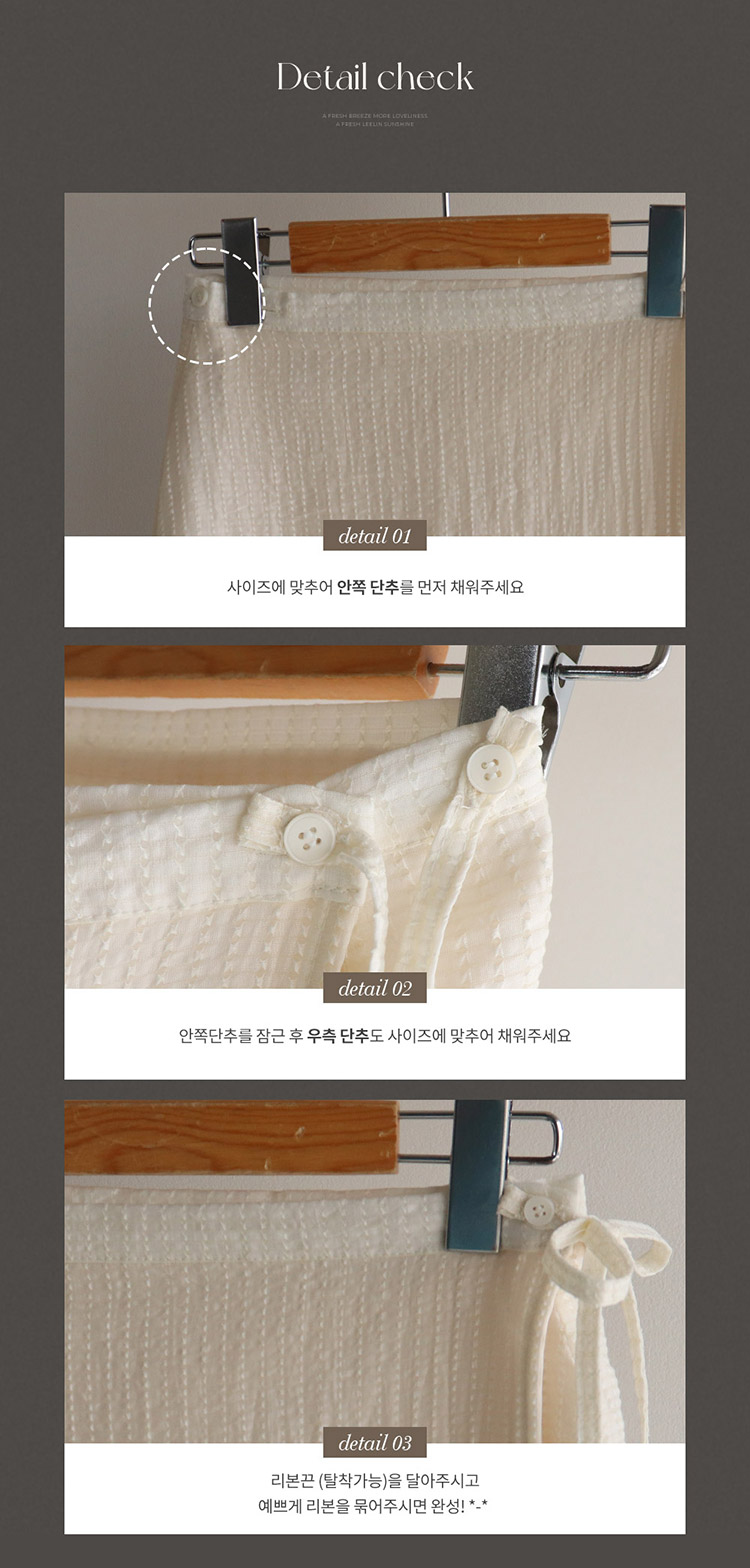 Detail check
A FRESH BREEZE MORE LOVELINESS
A FRESH LEELIN SUNSHINE
detail 01
사이즈에 맞추어 안쪽 단추를 먼저 채워주세요
detail 02
안쪽단추를 잠근 후 우측 단추도 사이즈에 맞추어 채워주세요
detail 03
리본끈 (탈착가능)을 달아주시고
예쁘게 리본을 묶어주시면 완성! *-*